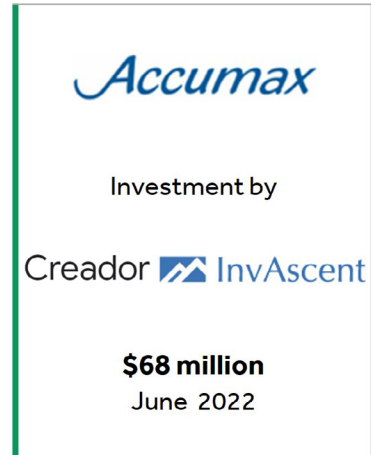 Accumax
Investment by
Creador InvAscent
$68 million
June 2022